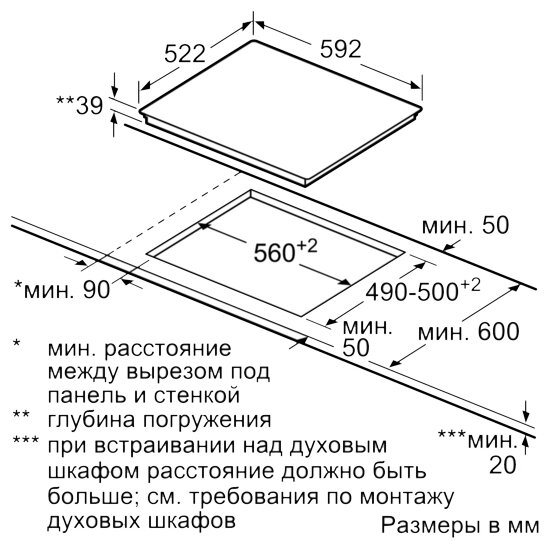 522
592
**39
мин. 50
560+2
*мин. 90
490-500+2
мин.
50
мин. 600
* мин. расстояние
между вырезом под
панель и стенкой
** глубина погружения
*** при встраивании над духовым
шкафом расстояние должно быть
больше; см. требования по монтажу
духовых шкафов
***мин.
20
Размеры в мм